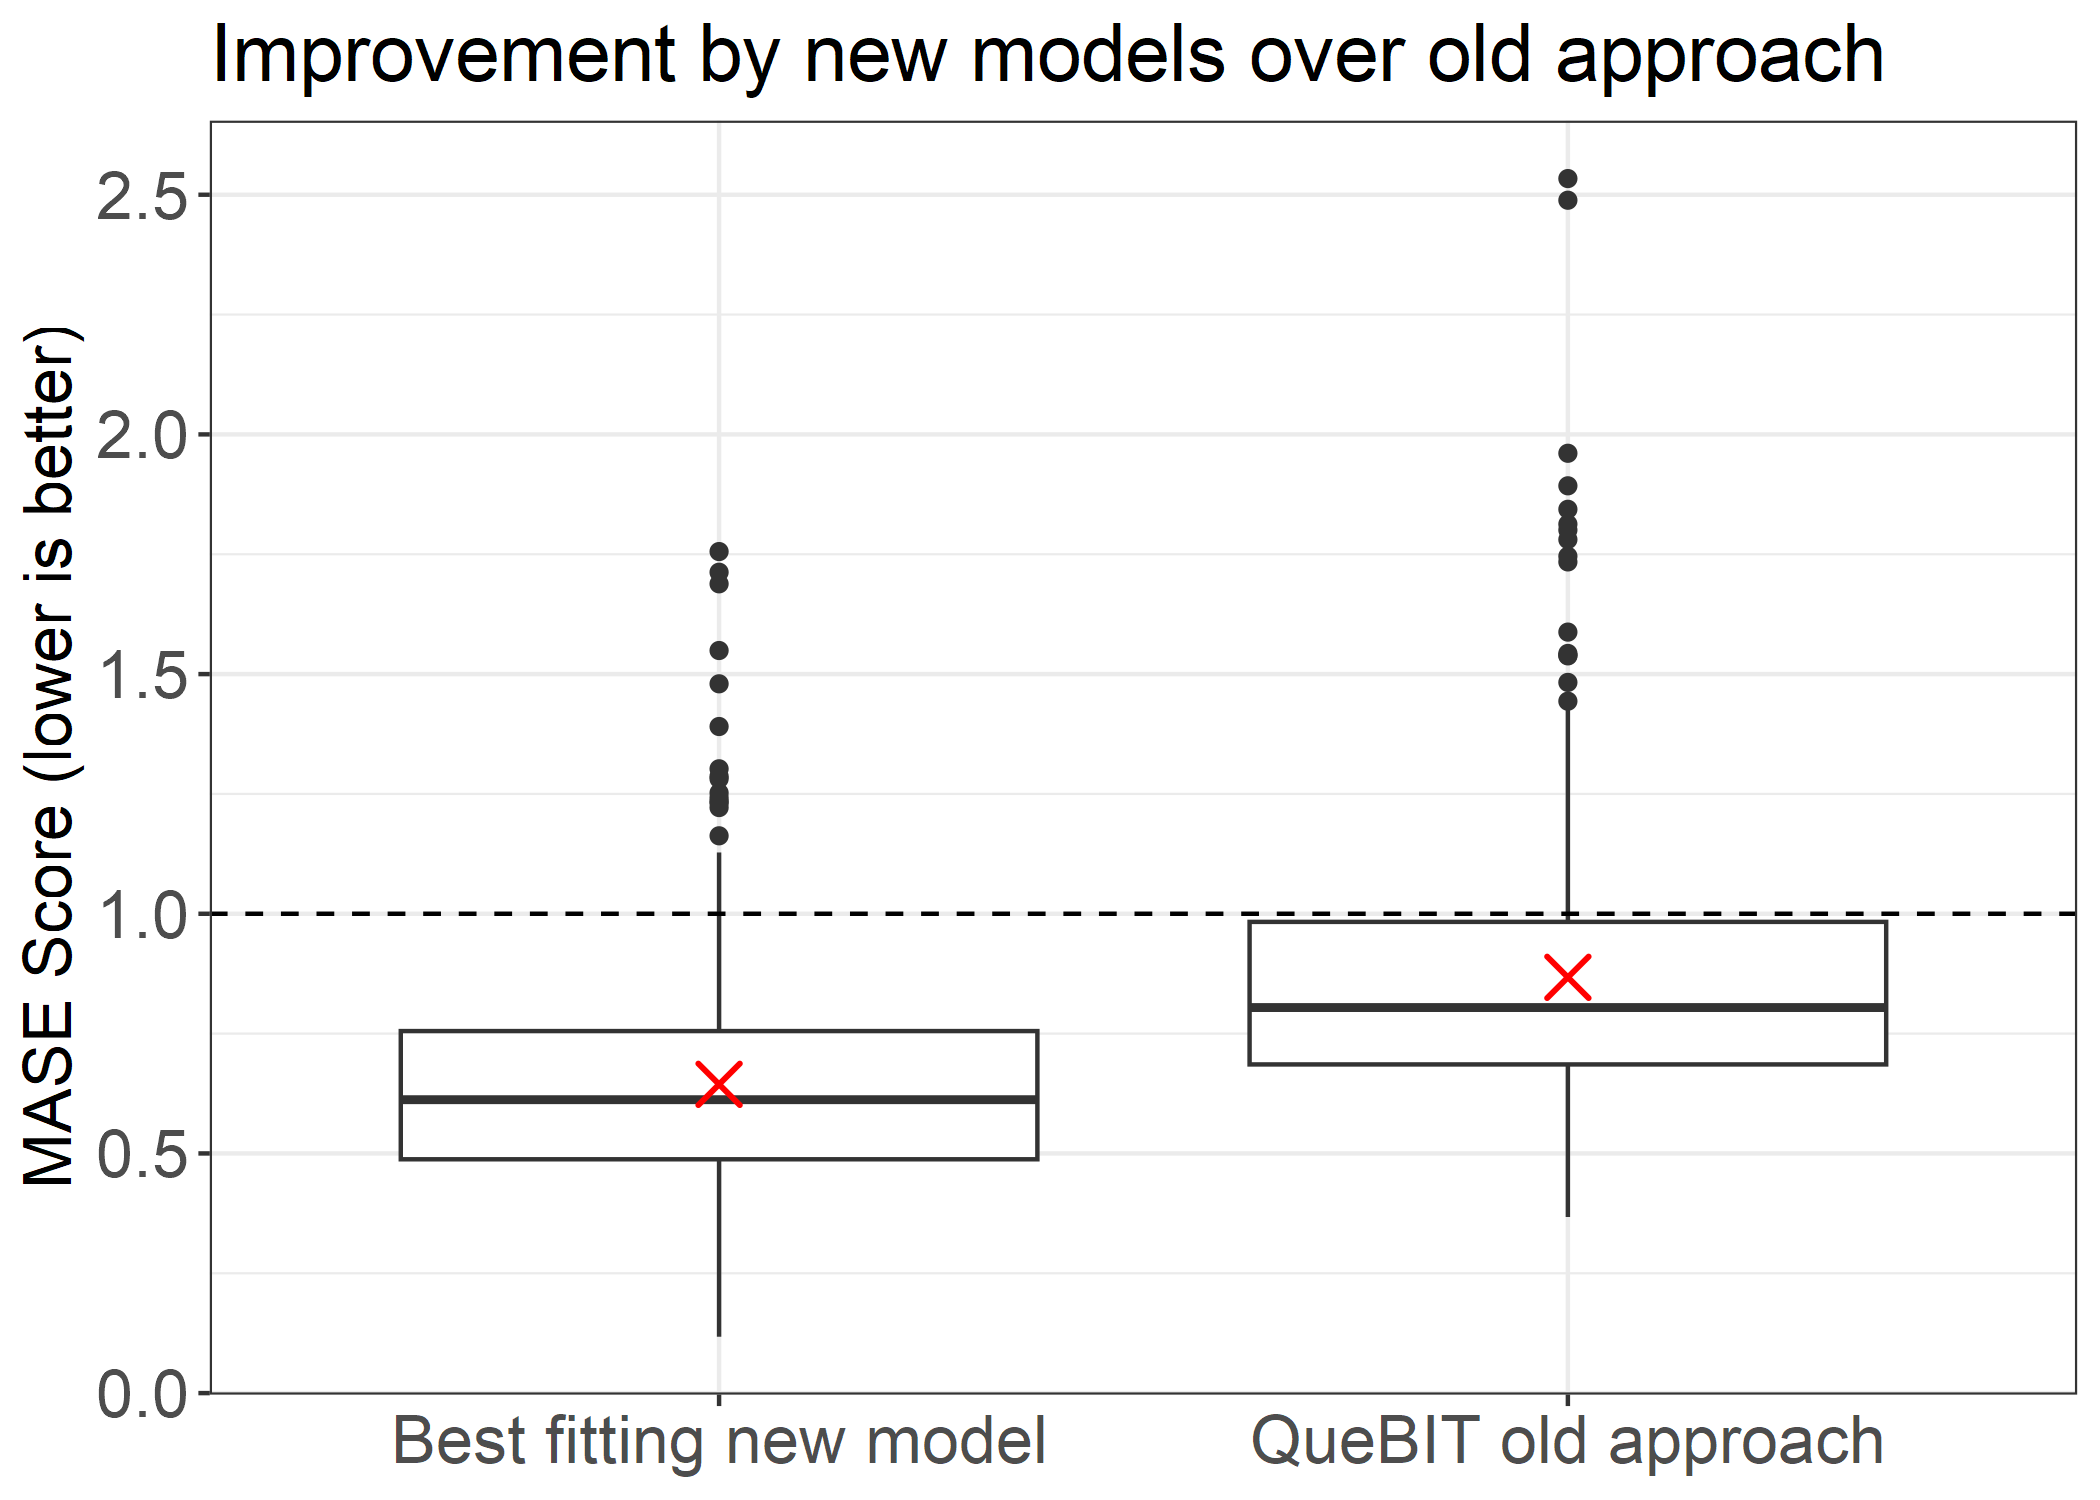 Improvement by new models over old approach
MASE Score (lower is better)
2.5
2.0
1.5
1.0
0.5
0.0
Best fitting new model
QueBIT old approach